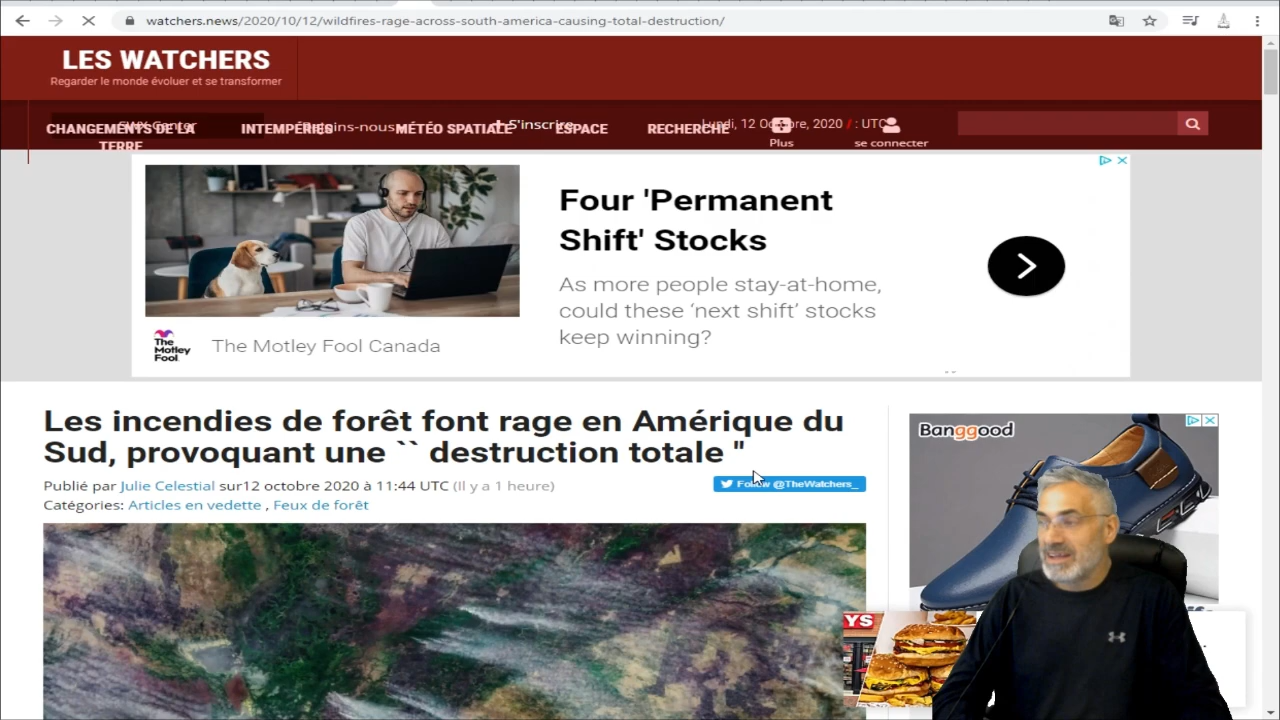 watchers.news/2020/10/12/wildfires-rage-across-south-america-causing-total-destruction/
LES WATCHERS
Regarder le monde évoluer et se transformer
CHANGEMENTS DE LA
TERRE
INTEMPÉRIES
MÉTÉO SPATIALE
S'inscrire
ESPACE
RECHERCHE
Lundi, 12 Octobre, 2020 / : UTC
Plus
se connecter
Four 'Permanent
Shift' Stocks
As more people stay-at-home,
could these ‘next shift’ stocks
keep winning?
The
Motley
Fool.
The Motley Fool Canada
Les incendies de forêt font rage en Amérique du
Sud, provoquant une `` destruction totale "
Publié par Julie Celestial sur12 octobre 2020 à 11:44 UTC (Il y a 1 heure)
Follow @TheWatchers_
Catégories: Articles en vedette , Feux de forêt
Banggood
YS